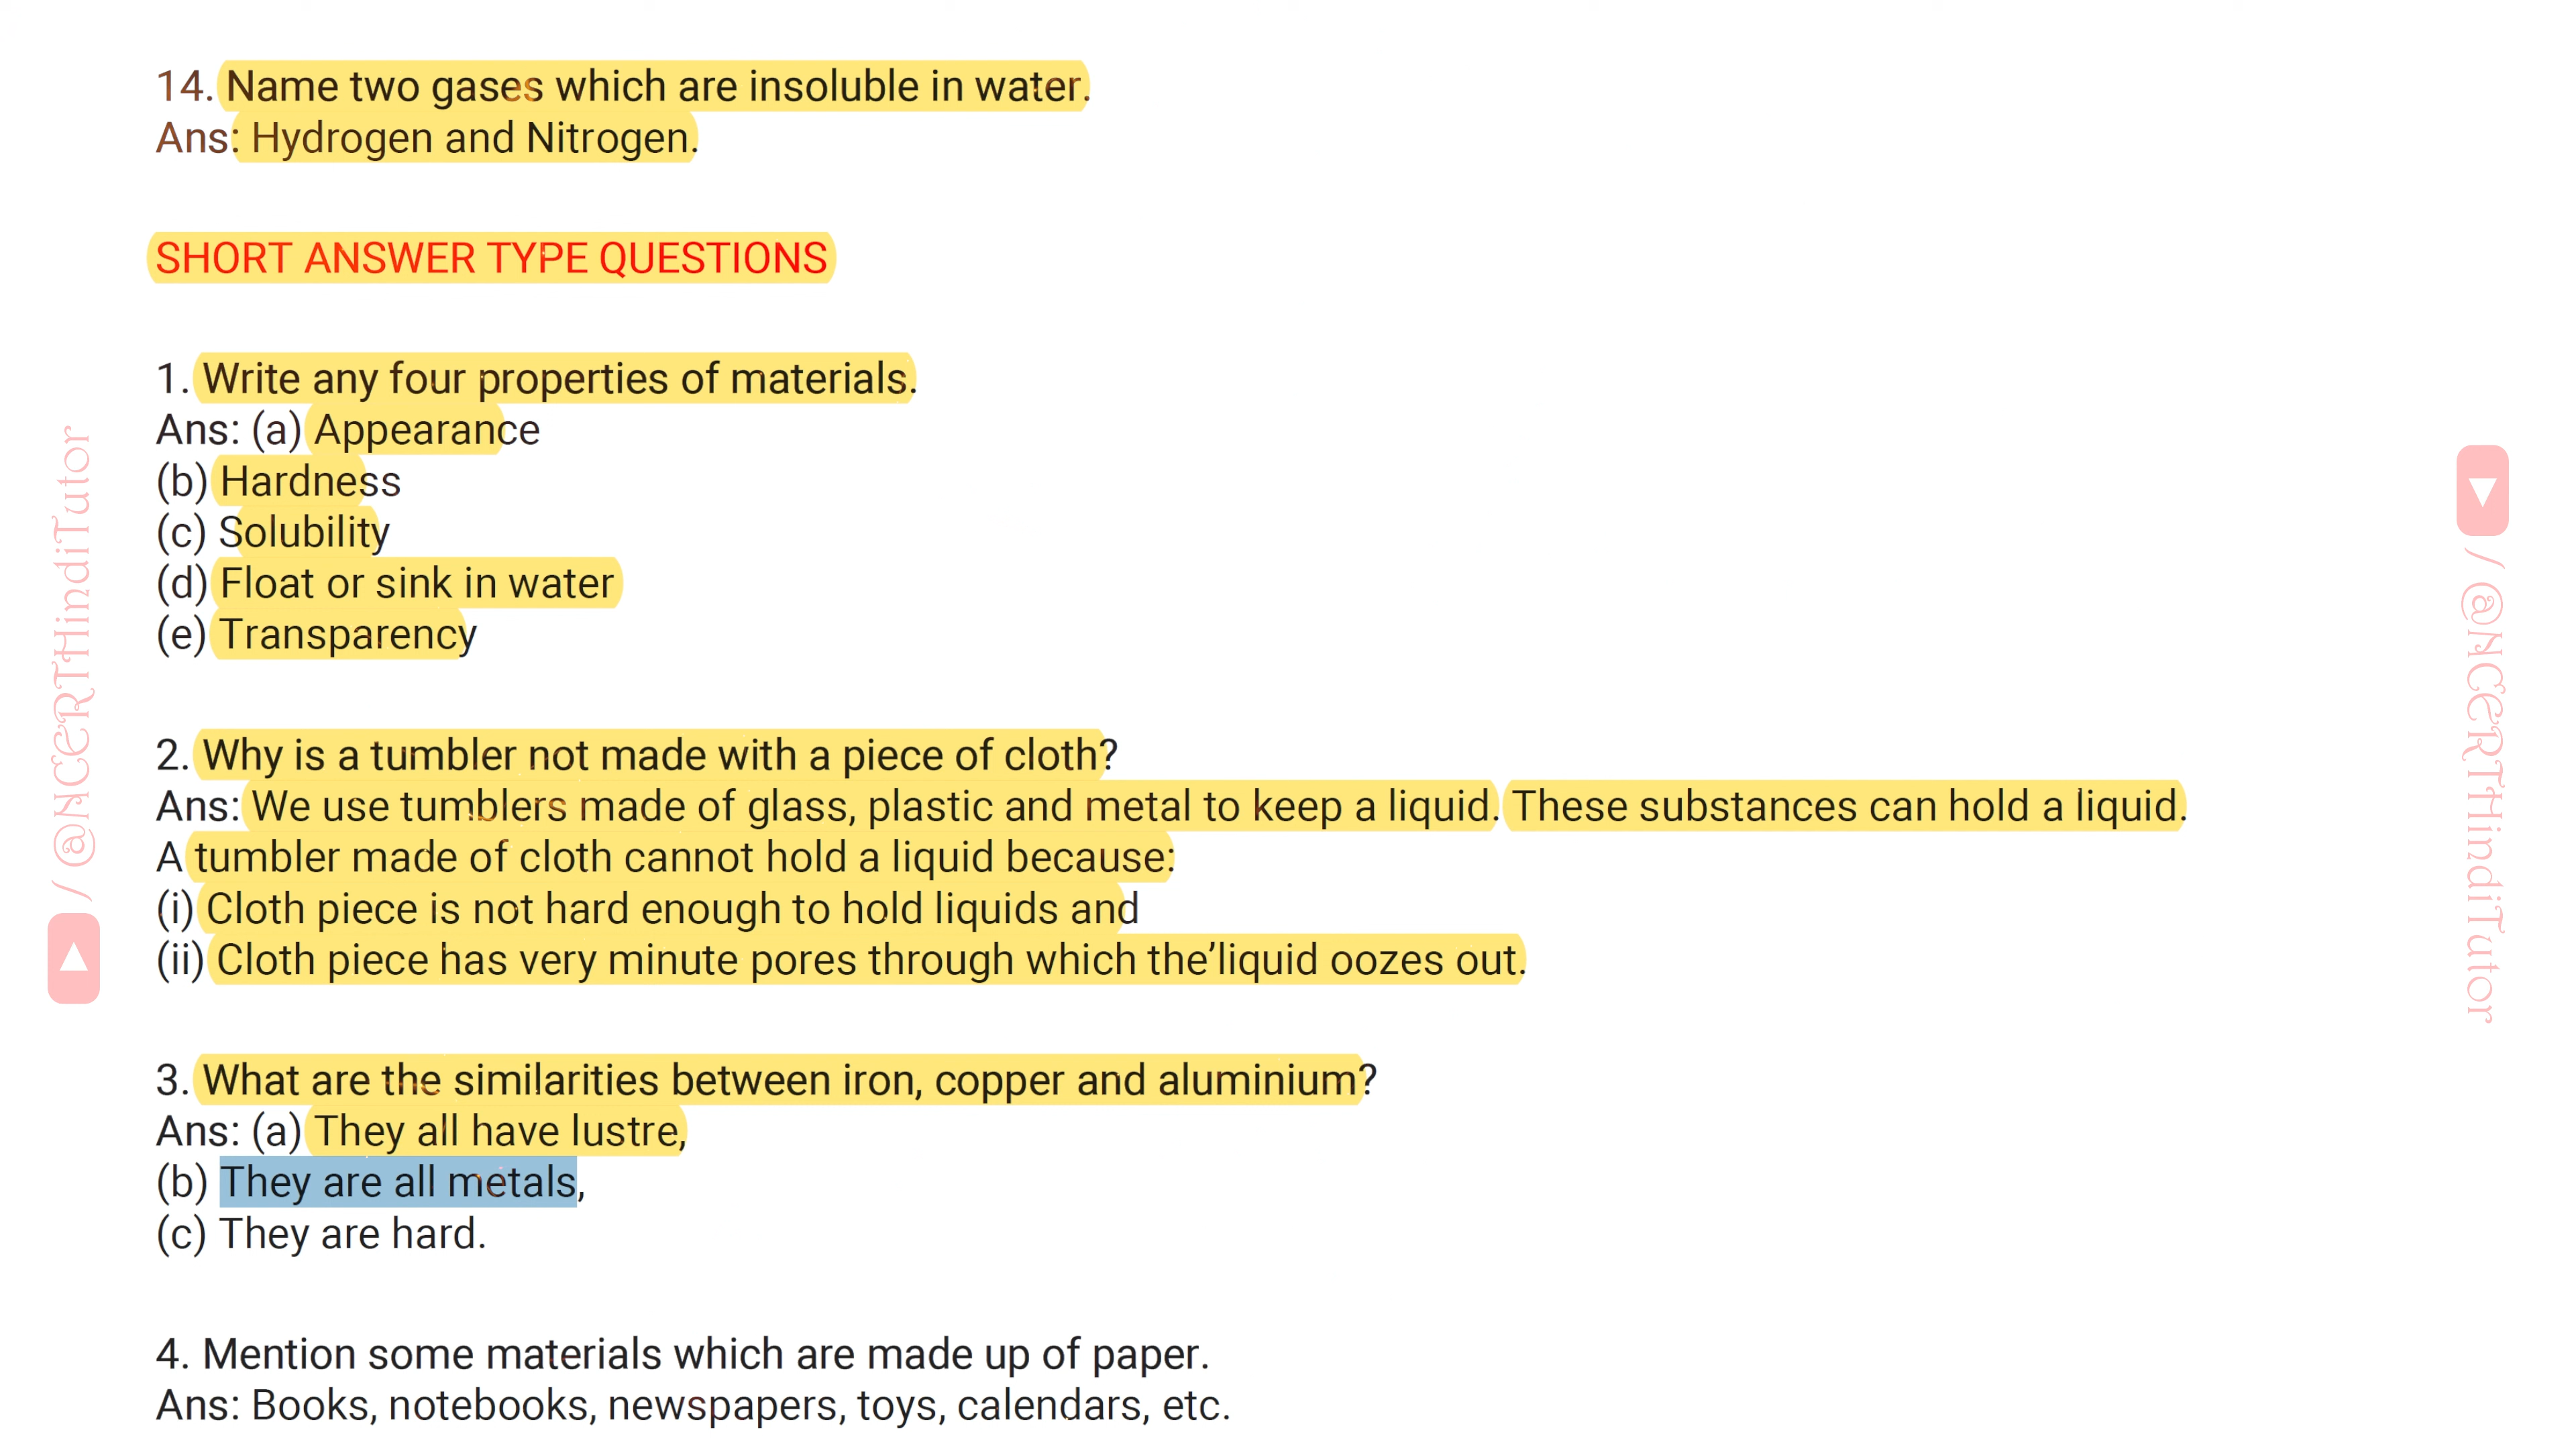 14. Name two gases which are insoluble in water.
Ans: Hydrogen and Nitrogen.
SHORT ANSWER TYPE QUESTIONS
1. Write any four properties of materials.
Ans: (a) Appearance
(b) Hardness
(c) Solubility
(d) Float or sink in water
(e) Transparency
2. Why is a tumbler not made with a piece of cloth?
Ans: We use tumblers made of glass, plastic and metal to keep a liquid. These substances can hold a liquid.
A tumbler made of cloth cannot hold a liquid because:
(i) Cloth piece is not hard enough to hold liquids and
(ii) Cloth piece has very minute pores through which the’liquid oozes out.
3. What are the similarities between iron, copper and aluminium?
Ans: (a) They all have lustre,
(b) They are all metals,
(c) They are hard.
4. Mention some materials which are made up of paper.
Ans: Books, notebooks, newspapers, toys, calendars, etc.
/ @NCERTHindiTutor
/ @NCERTHindiTutor